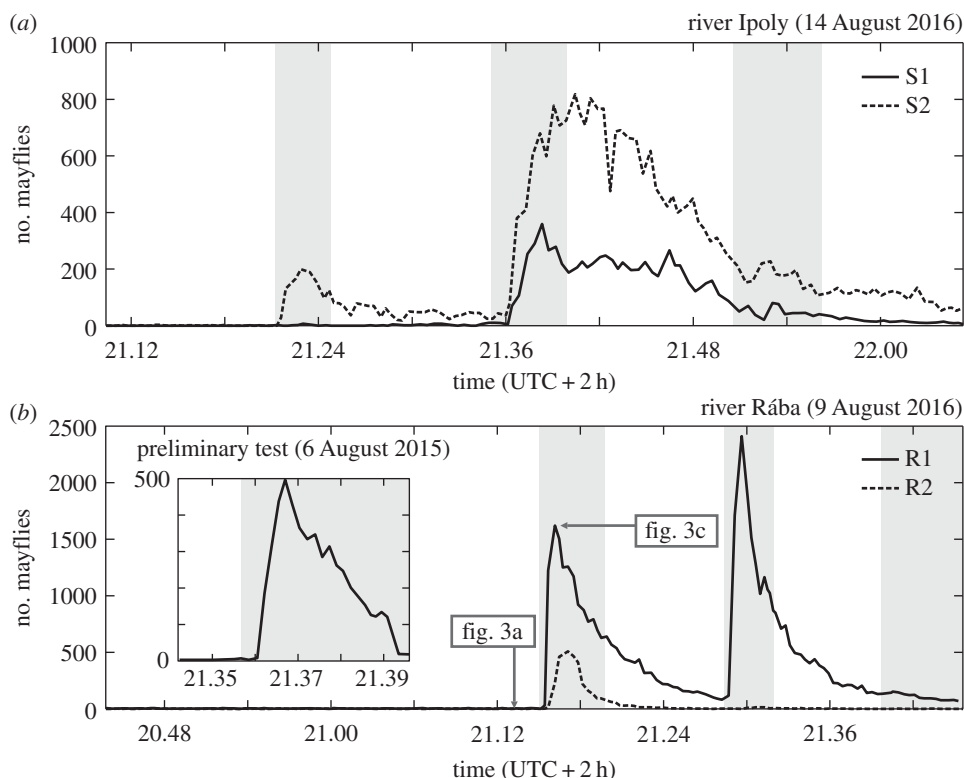 (a)
river Ipoly (14 August 2016)
1000
800
600
400
200
0
no. mayflies
S1
S2
21.12
21.24
21.36
21.48
22.00
time (UTC + 2 h)
(b)
river Rába (9 August 2016)
2500
2000
1500
1000
500
0
no. mayflies
preliminary test (6 August 2015)
500
0
21.35
21.37
21.39
R1
R2
fig. 3c
fig. 3a
20.48
21.00
21.12
21.24
21.36
time (UTC + 2 h)